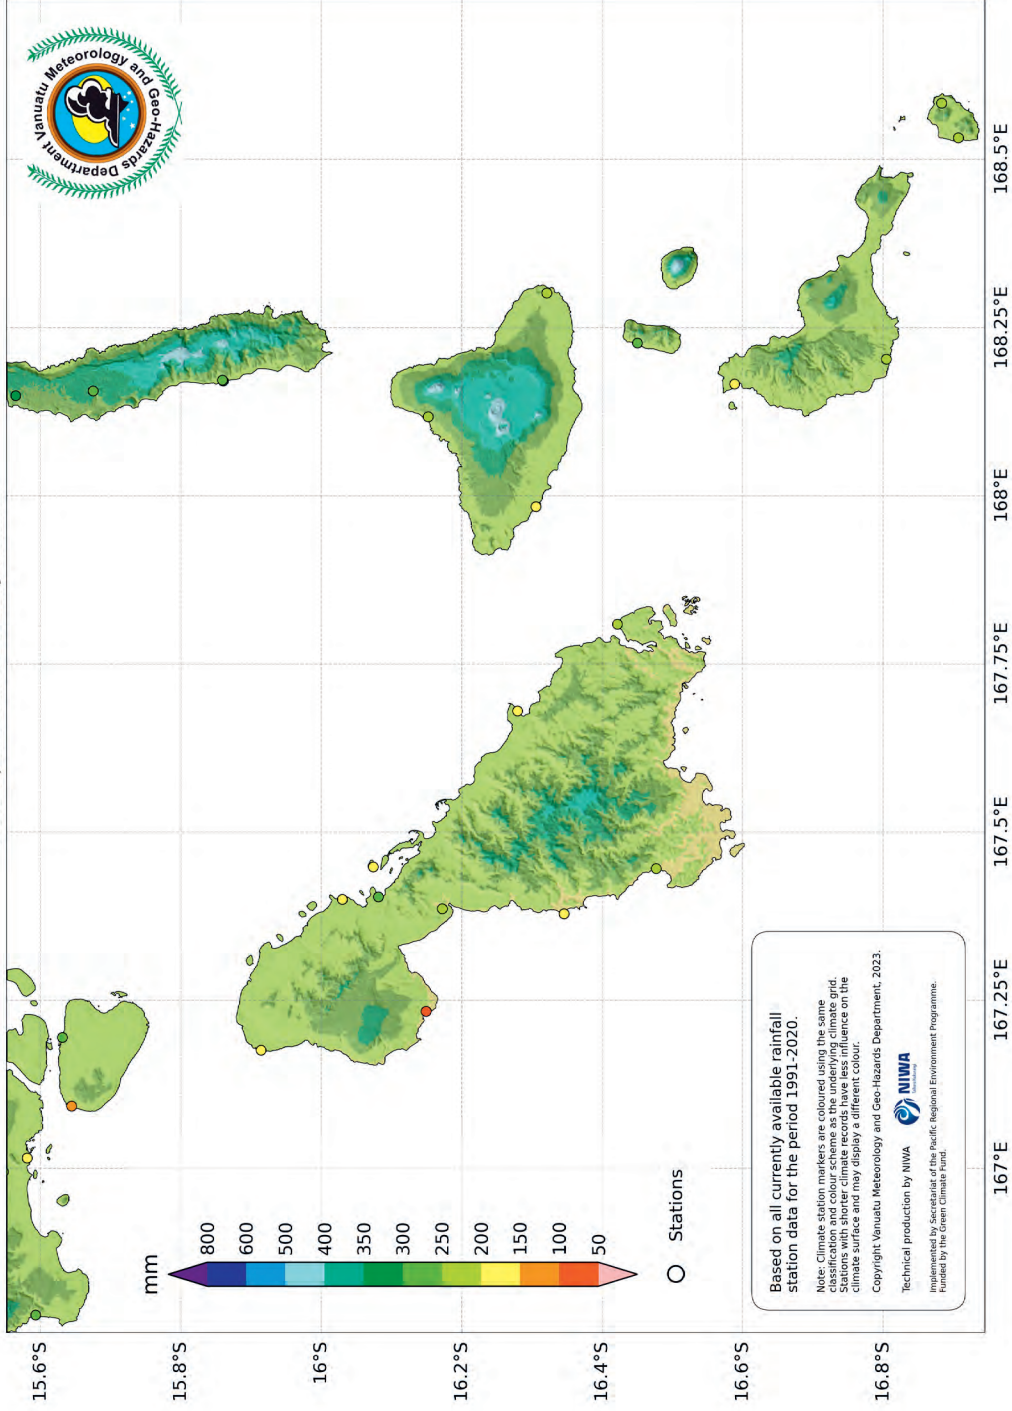 Vanuatu Meteorology and Geo-Hazards Department
mm
800
600
500
400
350
300
250
200
150
100
50
Stations
Based on all currently available rainfall
station data for the period 1991-2020.
Note: Climate station markers are coloured using the same
classification and colour scheme as the underlying climate grid.
Stations with shorter climate records have less influence on the
climate surface and may display a different colour.
Copyright Vanuatu Meteorology and Geo-Hazards Department, 2023.
Technical production by NIWA
NIWA
Implemented by Secretariat of the Pacific Regional Environment Programme.
Funded by the Green Climate Fund.
15.6°S
15.8°S
16°S
16.2°S
16.4°S
16.6°S
16.8°S
167°E
167.25°E
167.5°E
167.75°E
168°E
168.25°E
168.5°E